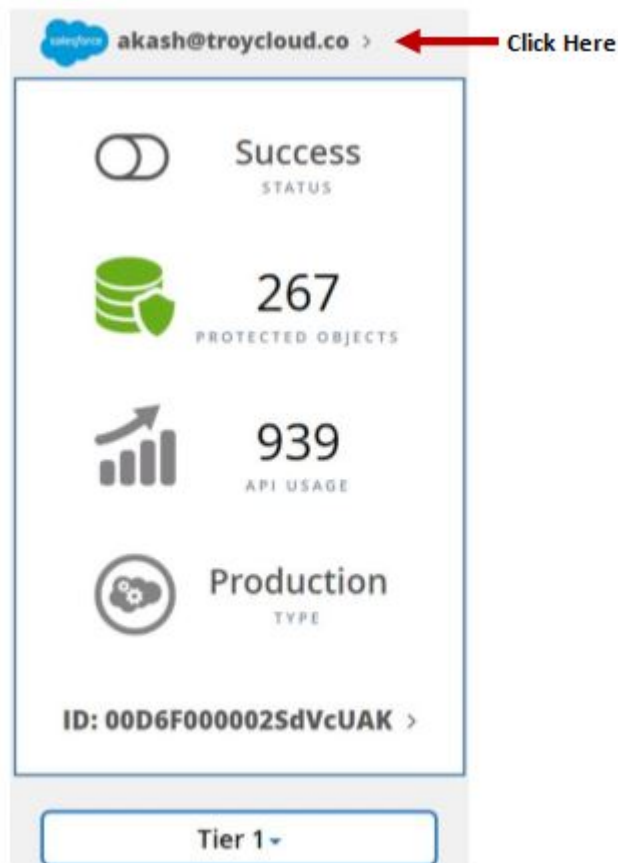 salesforce akash@troycloud.co > Click Here
Success
STATUS
267
PROTECTED OBJECTS
939
API USAGE
Production
TYPE
ID: 00D6F000002SdVcUAK >
Tier 1